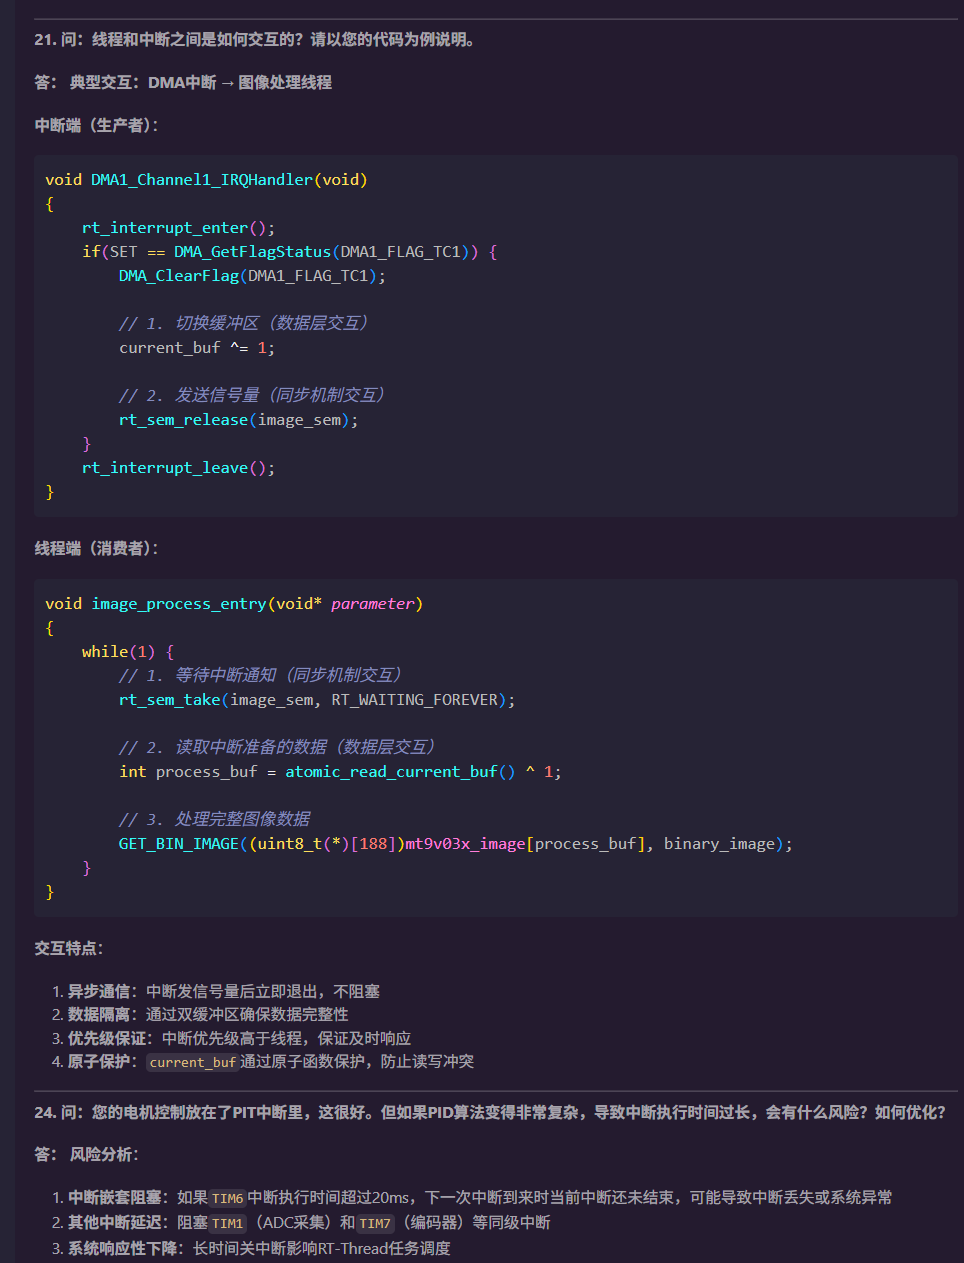 21. 问：线程和中断之间是如何交互的？请以您的代码为例说明。
答： 典型交互：DMA中断 → 图像处理线程
中断端（生产者）：
void DMA1_Channel1_IRQHandler(void)
{
    rt_interrupt_enter();
    if(SET == DMA_GetFlagStatus(DMA1_FLAG_TC1)) {
        DMA_ClearFlag(DMA1_FLAG_TC1);
        // 1. 切换缓冲区（数据层交互）
        current_buf ^= 1;
        // 2. 发送信号量（同步机制交互）
        rt_sem_release(image_sem);
    }
    rt_interrupt_leave();
}
线程端（消费者）：
void image_process_entry(void* parameter)
{
    while(1) {
        // 1. 等待中断通知（同步机制交互）
        rt_sem_take(image_sem, RT_WAITING_FOREVER);
        // 2. 读取中断准备的数据（数据层交互）
        int process_buf = atomic_read_current_buf() ^ 1;
        // 3. 处理完整图像数据
        GET_BIN_IMAGE((uint8_t(*)[188])mt9v03x_image[process_buf], binary_image);
    }
}
交互特点：
1. 异步通信：中断发信号量后立即退出，不阻塞
2. 数据隔离：通过双缓冲区确保数据完整性
3. 优先级保证：中断优先级高于线程，保证及时响应
4. 原子保护：current_buf通过原子函数保护，防止读写冲突
24. 问：您的电机控制放在了PIT中断里，这很好。但如果PID算法变得非常复杂，导致中断执行时间过长，会有什么风险？如何优化？
答： 风险分析：
1. 中断嵌套阻塞：如果TIM6中断执行时间超过20ms，下一次中断到来时当前中断还未结束，可能导致中断丢失或系统异常
2. 其他中断延迟：阻塞TIM1（ADC采集）和TIM7（编码器）等同级中断
3. 系统响应性下降：长时间关中断影响RT-Thread任务调度